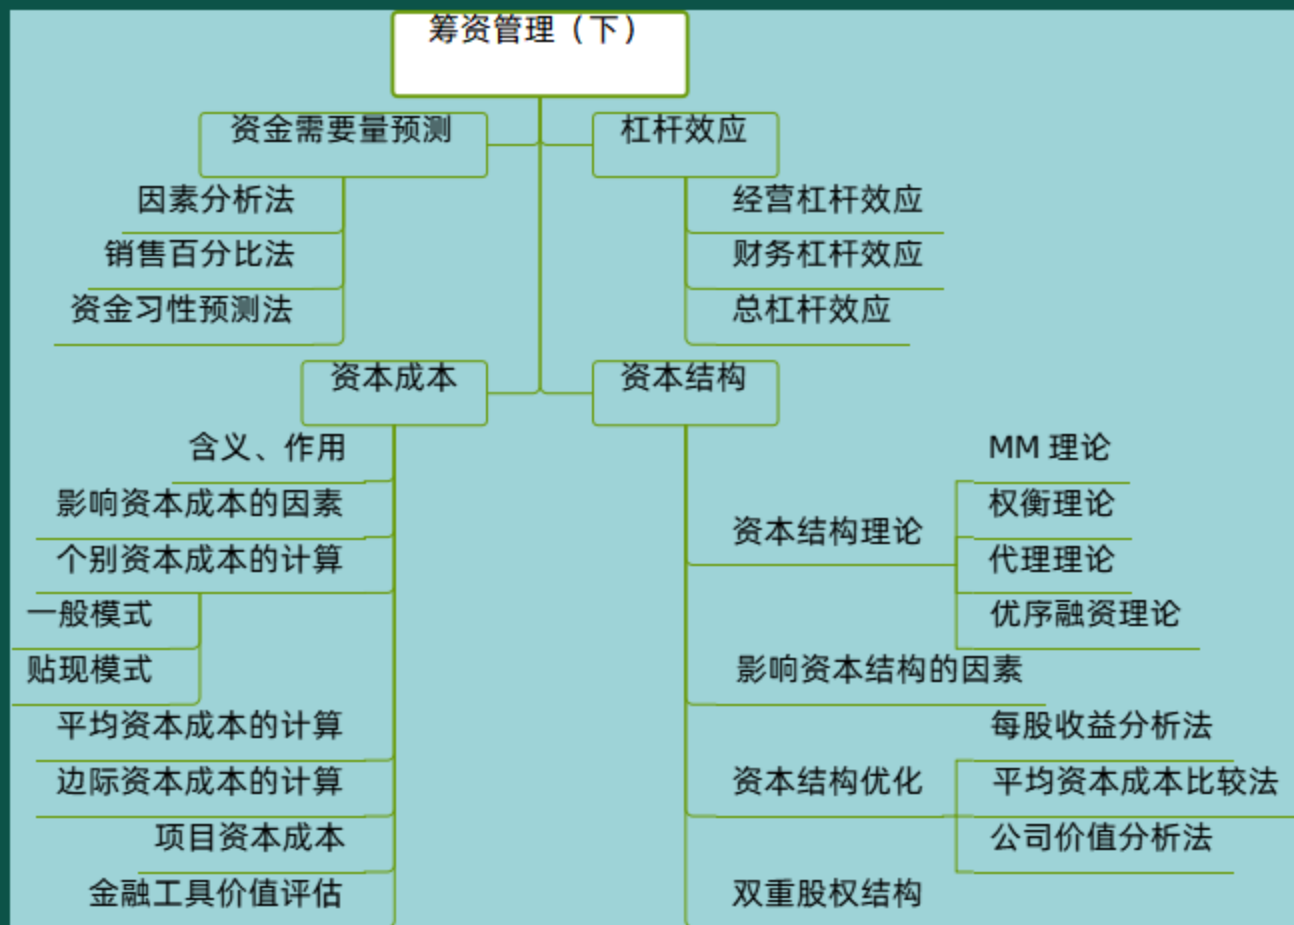 筹资管理（下）
资金需要量预测
因素分析法
销售百分比法
资金习性预测法
杠杆效应
经营杠杆效应
财务杠杆效应
总杠杆效应
资本成本
含义、作用
影响资本成本的因素
个别资本成本的计算
一般模式
贴现模式
平均资本成本的计算
边际资本成本的计算
项目资本成本
金融工具价值评估
资本结构
资本结构理论
MM 理论
权衡理论
代理理论
优序融资理论
影响资本结构的因素
资本结构优化
每股收益分析法
平均资本成本比较法
公司价值分析法
双重股权结构